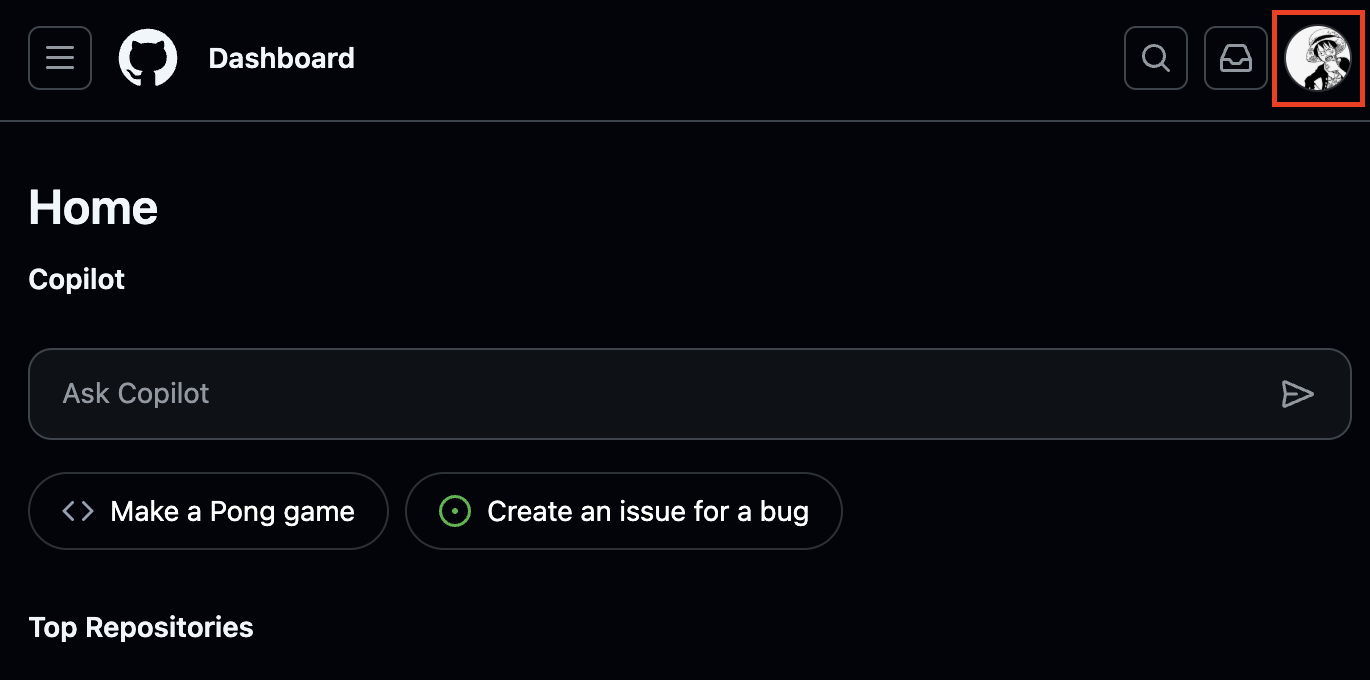 Dashboard
Home
Copilot
Ask Copilot
Make a Pong game
Create an issue for a bug
Top Repositories